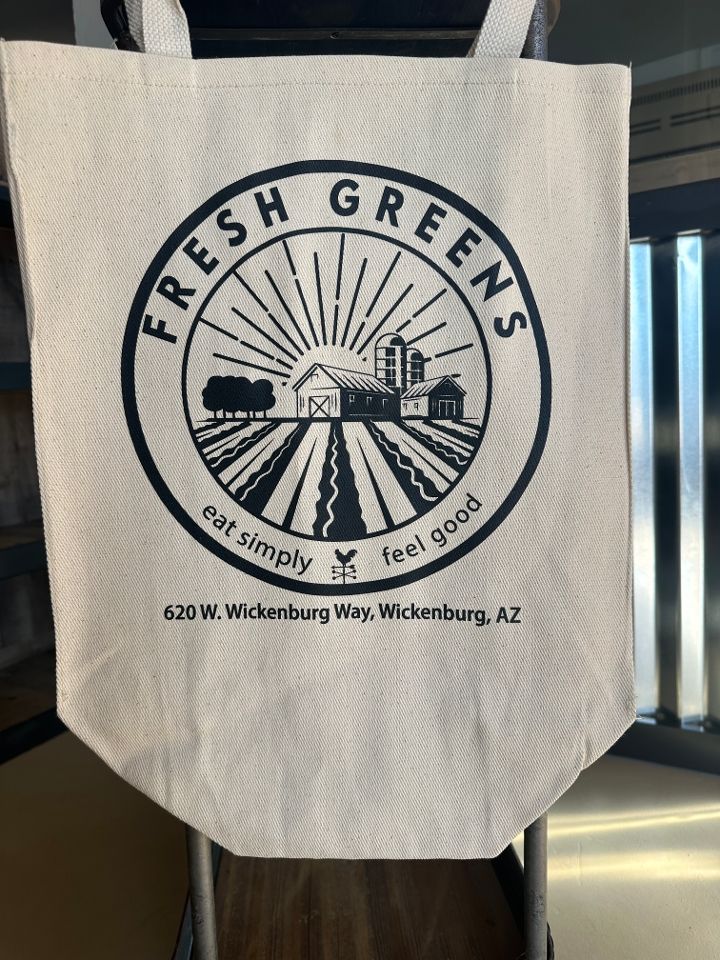 FRESH GREENS
eat simply feel good
620 W. Wickenburg Way, Wickenburg, AZ